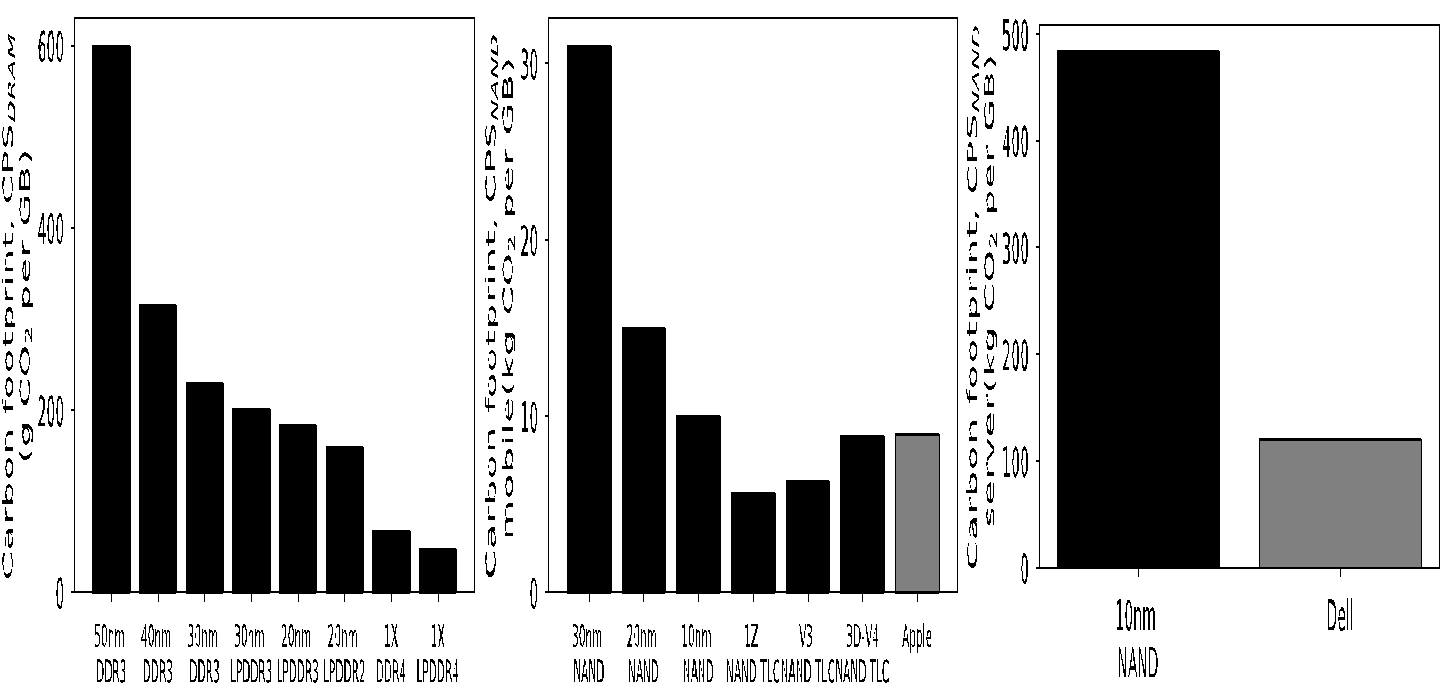 Carbon footprint, CPS_DRAM
(g CO₂ per GB)
600
400
200
0
50nm DDR3
40nm DDR3
30nm DDR3
30nm LPDDR3
20nm LPDDR3
20nm LPDDR2
1X DDR4
1X LPDDR4
Carbon footprint, CPS_NAND
mobile(kg CO₂ per GB)
30
20
10
0
30nm NAND
20nm NAND
10nm NAND
1Z NAND TLC
V3 NAND TLC
3D-V4 NAND TLC
Apple
Carbon footprint, CPS_NAND
server(kg CO₂ per GB)
500
400
300
200
100
0
10nm NAND
Dell